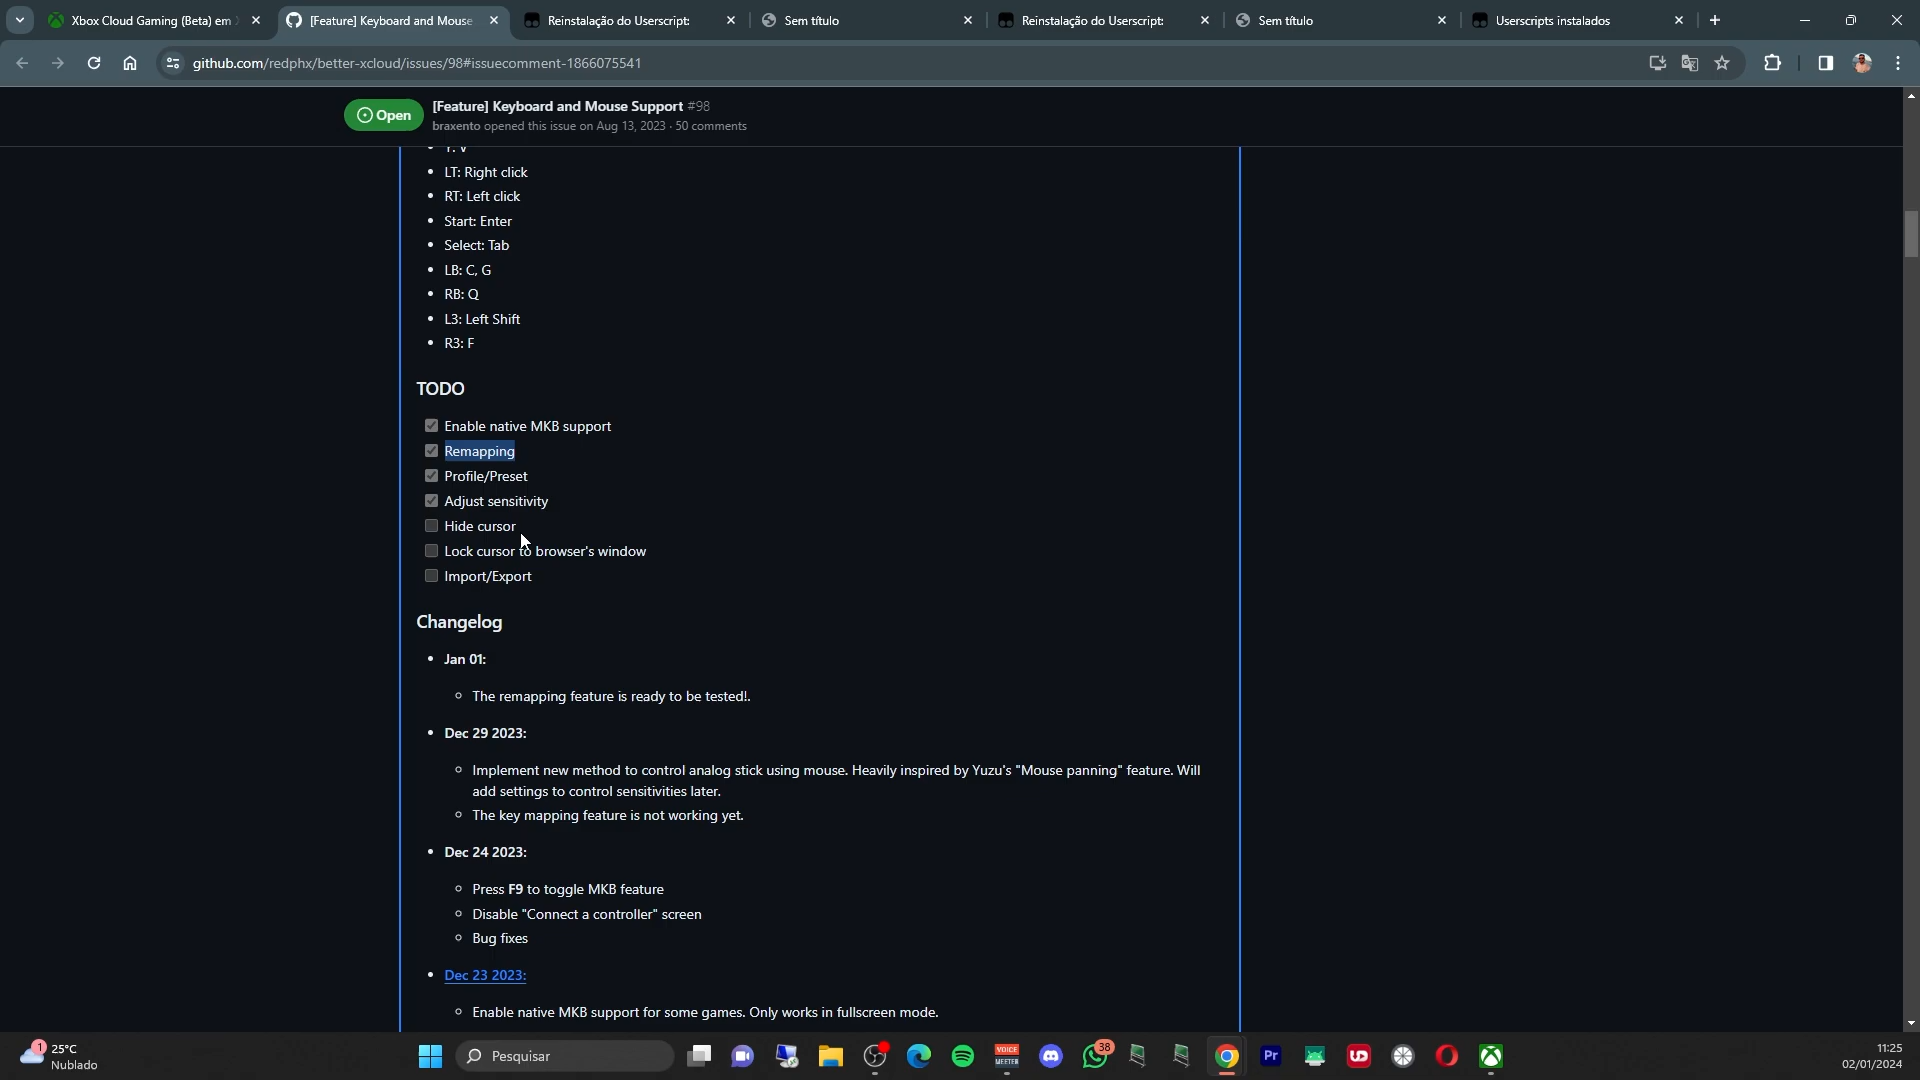 Xbox Cloud Gaming (Beta) em
[Feature] Keyboard and Mouse
Reinstalação do Userscript:
Sem título
Reinstalação do Userscript:
Sem título
Userscripts instalados
github.com/redphx/better-xcloud/issues/98#issuecomment-1866075541
Open
[Feature] Keyboard and Mouse Support #98
braxento opened this issue on Aug 13, 2023 · 50 comments
LT: Right click
RT: Left click
Start: Enter
Select: Tab
LB: C, G
RB: Q
L3: Left Shift
R3: F
TODO
Enable native MKB support
Remapping
Profile/Preset
Adjust sensitivity
Hide cursor
Lock cursor to browser's window
Import/Export
Changelog
Jan 01:
The remapping feature is ready to be tested!.
Dec 29 2023:
Implement new method to control analog stick using mouse. Heavily inspired by Yuzu's "Mouse panning" feature. Will
add settings to control sensitivities later.
The key mapping feature is not working yet.
Dec 24 2023:
Press F9 to toggle MKB feature
Disable "Connect a controller" screen
Bug fixes
Dec 23 2023:
Enable native MKB support for some games. Only works in fullscreen mode.
1
25°C
Nublado
Pesquisar
VOICE
MEETER
38
Pr
UD
11:25
02/01/2024